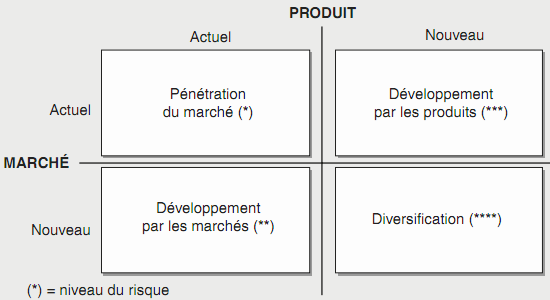 PRODUIT
Actuel
Nouveau
Actuel
Pénétration
du marché (*)
Développement
par les produits (***)
MARCHÉ
Nouveau
Développement
par les marchés (**)
Diversification (****)
(*) = niveau du risque